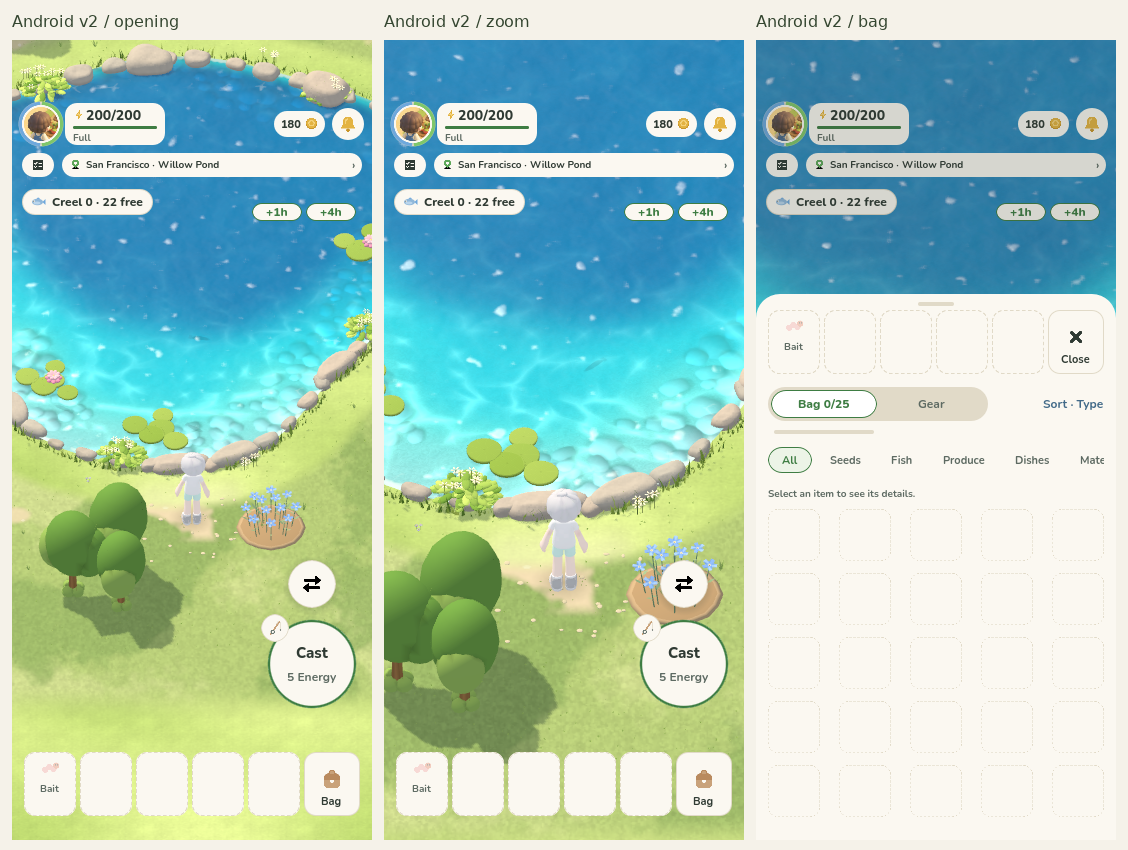 Android v2 / opening
200/200
Full
180
San Francisco · Willow Pond ›
Creel 0 · 22 free
+1h
+4h
Cast
5 Energy
Bait
Bag
Android v2 / zoom
200/200
Full
180
San Francisco · Willow Pond ›
Creel 0 · 22 free
+1h
+4h
Cast
5 Energy
Bait
Bag
Android v2 / bag
200/200
Full
180
San Francisco · Willow Pond ›
Creel 0 · 22 free
+1h
+4h
Bait
Close
Bag 0/25
Gear
Sort · Type
All
Seeds
Fish
Produce
Dishes
Mate
Select an item to see its details.